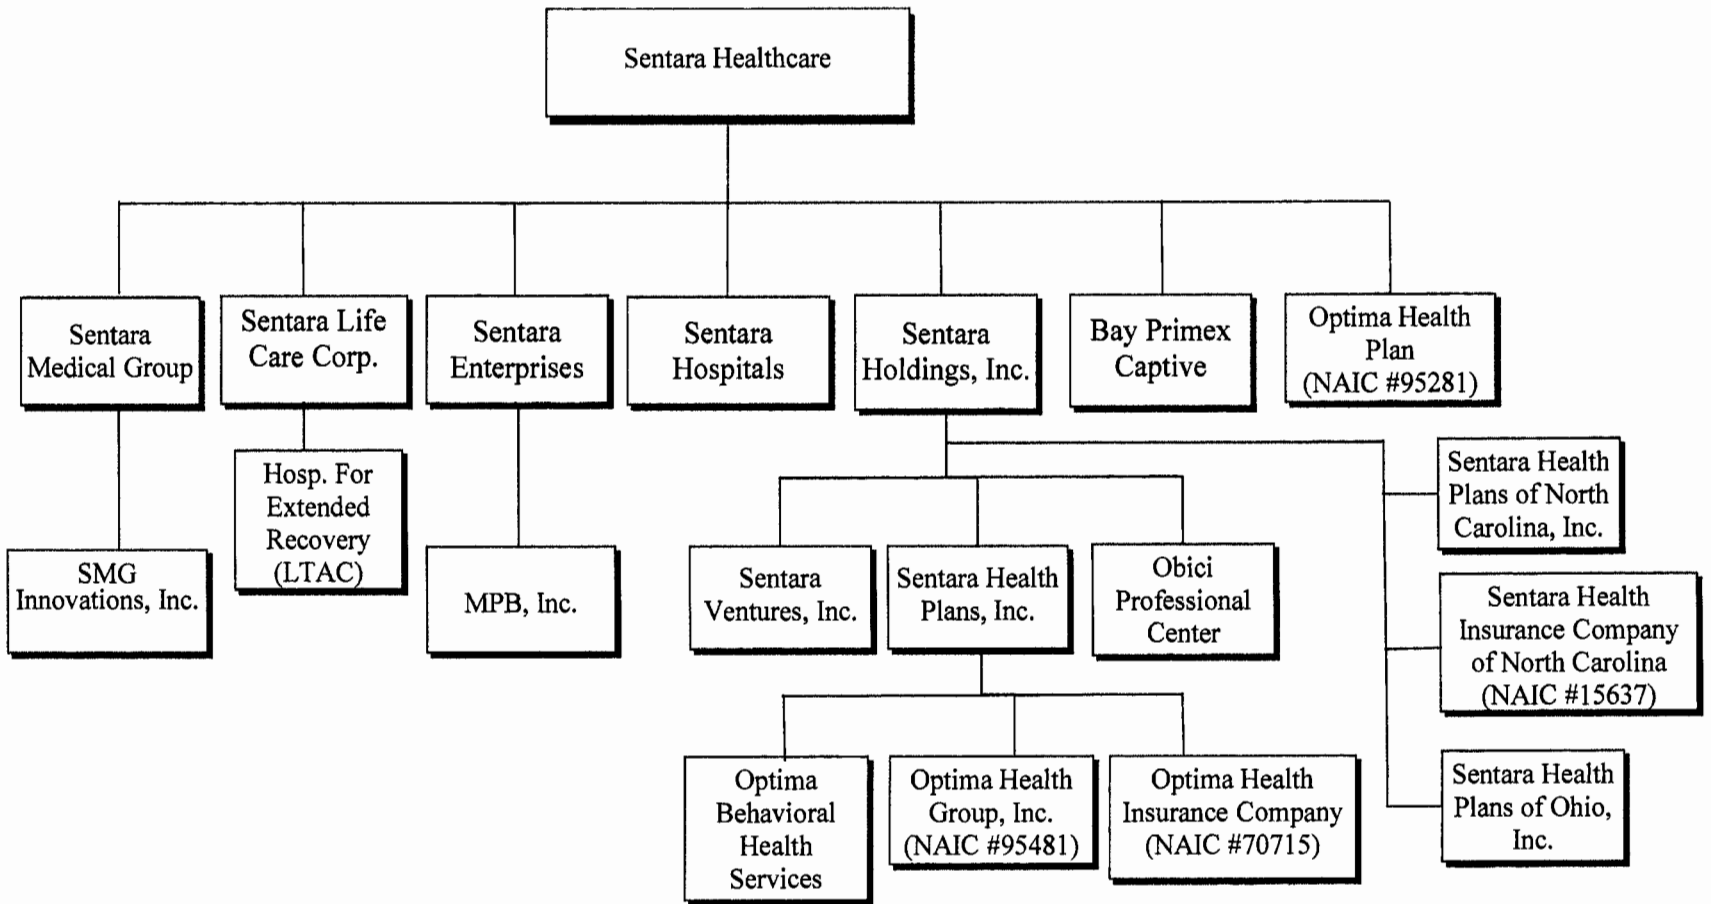 Sentara Healthcare
Sentara
Medical Group
Sentara Life
Care Corp.
Sentara
Enterprises
Sentara
Hospitals
Sentara
Holdings, Inc.
Bay Primex
Captive
Optima Health
Plan
(NAIC #95281)
SMG
Innovations, Inc.
Hosp. For
Extended
Recovery
(LTAC)
MPB, Inc.
Sentara
Ventures, Inc.
Sentara Health
Plans, Inc.
Obici
Professional
Center
Sentara Health
Plans of North
Carolina, Inc.
Sentara Health
Insurance Company
of North Carolina
(NAIC #15637)
Sentara Health
Plans of Ohio,
Inc.
Optima
Behavioral
Health
Services
Optima Health
Group, Inc.
(NAIC #95481)
Optima Health
Insurance Company
(NAIC #70715)